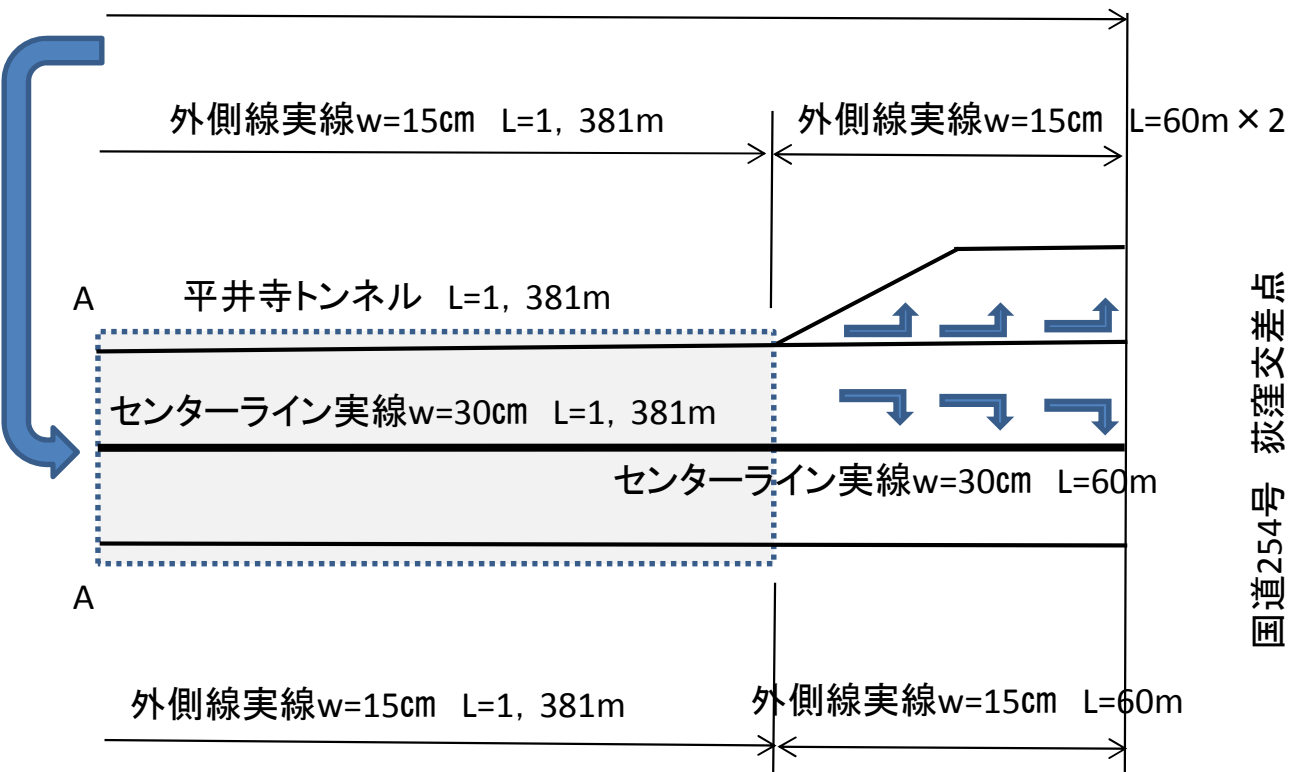 外側線実線w=15㎝ L=1，381m
外側線実線w=15㎝ L=60m×2
平井寺トンネル L=1，381m
A
センターライン実線w=30㎝ L=1，381m
センターライン実線w=30㎝ L=60m
A
外側線実線w=15㎝ L=1，381m
外側線実線w=15㎝ L=60m
国道254号 荻窪交差点